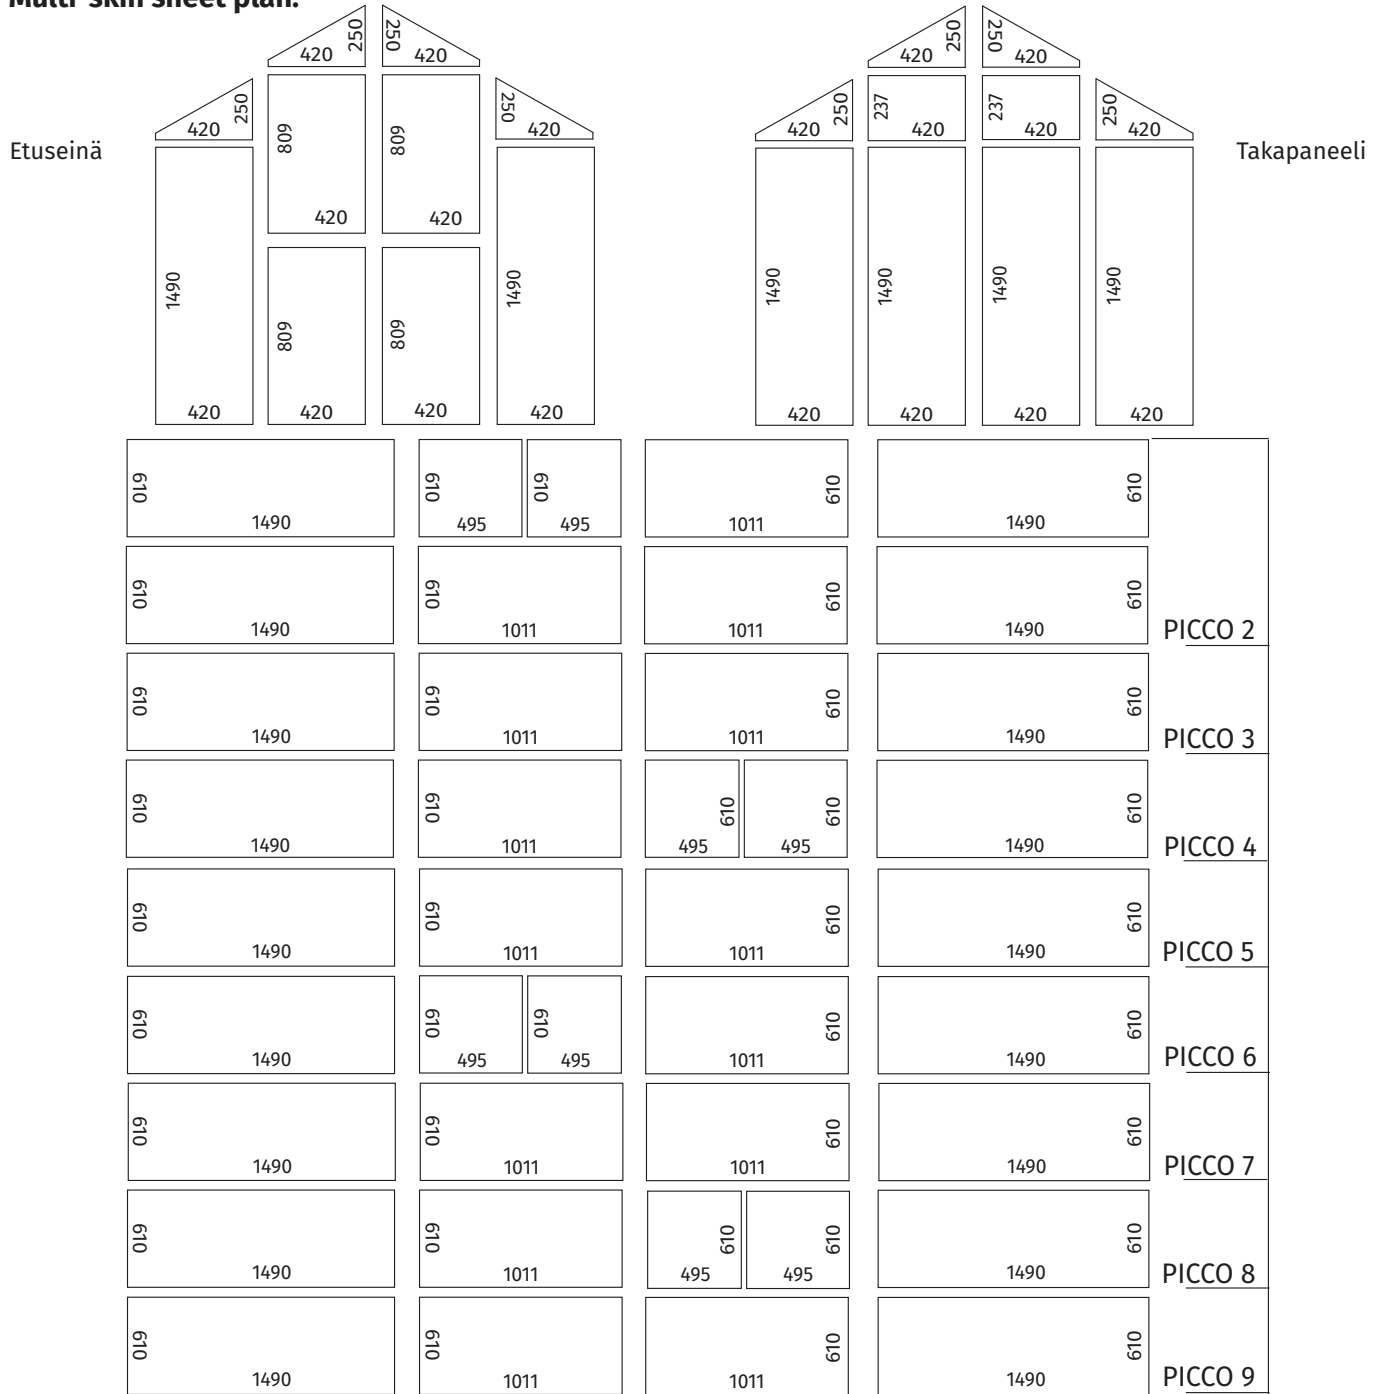 Multi-skin sheet plan.
250 250 250 250
420 420 420 420
250 250 250 250
420 420 420 420
237 237
420 420
Etuseinä Takapaneeli
809 809
420 420
1490 1490 1490 1490 1490 1490
809 809
420 420 420 420 420 420 420 420
610 610 610 610 610
1490 495 495 1011 1490
610 610 610 610
1490 1011 1011 1490 PICCO 2
610 610 610 610
1490 1011 1011 1490 PICCO 3
610 610 610 610 610
1490 1011 495 495 1490 PICCO 4
610 610 610 610
1490 1011 1011 1490 PICCO 5
610 610 610 610 610
1490 495 495 1011 1490 PICCO 6
610 610 610 610
1490 1011 1011 1490 PICCO 7
610 610 610 610 610
1490 1011 495 495 1490 PICCO 8
610 610 610 610
1490 1011 1011 1490 PICCO 9